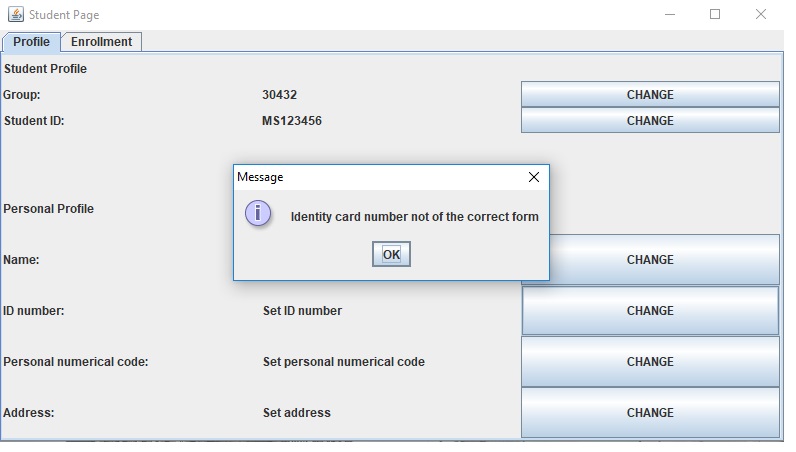 Student Page
Profile Enrollment
Student Profile
Group: 30432 CHANGE
Student ID: MS123456 CHANGE
Message
Identity card number not of the correct form
OK
Personal Profile
Name: CHANGE
ID number: Set ID number CHANGE
Personal numerical code: Set personal numerical code CHANGE
Address: Set address CHANGE